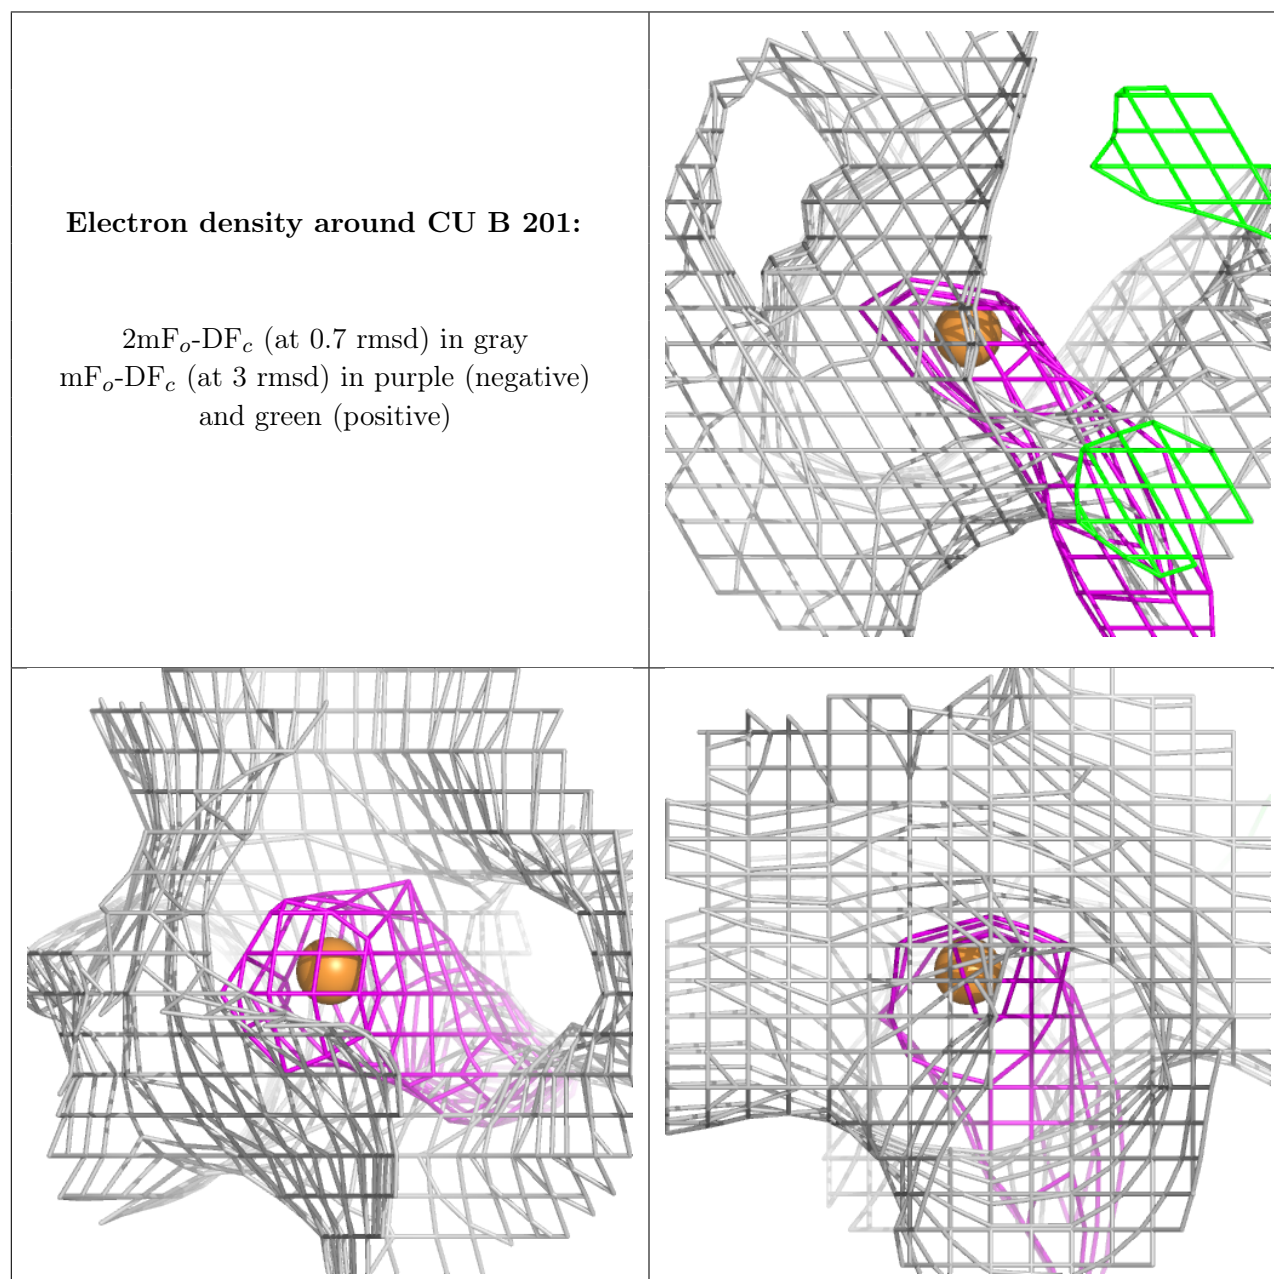 Electron density around CU B 201:
2mFₒ-DF𝒸 (at 0.7 rmsd) in gray
mFₒ-DF𝒸 (at 3 rmsd) in purple (negative)
and green (positive)